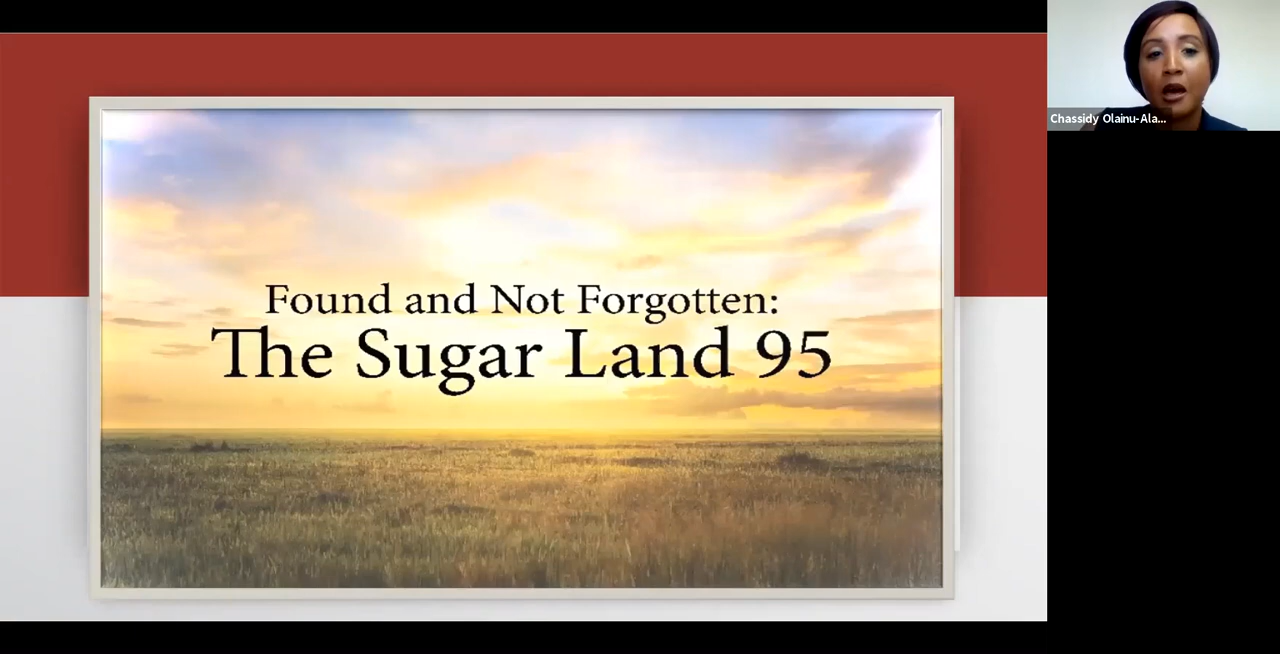 Found and Not Forgotten:
The Sugar Land 95
Chassidy Olainu-Ala...